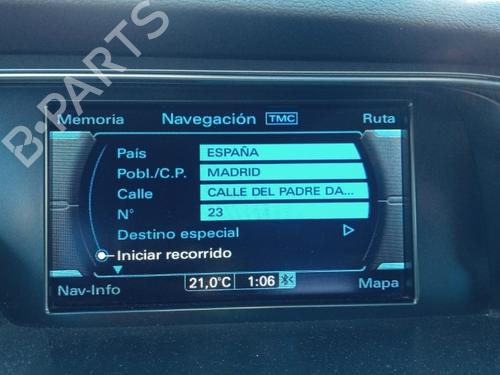 Memoria Navegación TMC Ruta
País ESPAÑA
Pobl./C.P. MADRID
Calle CALLE DEL PADRE DA...
N° 23
Destino especial
Iniciar recorrido
Nav-Info 21,0°C 1:06 Mapa
B-PARTS